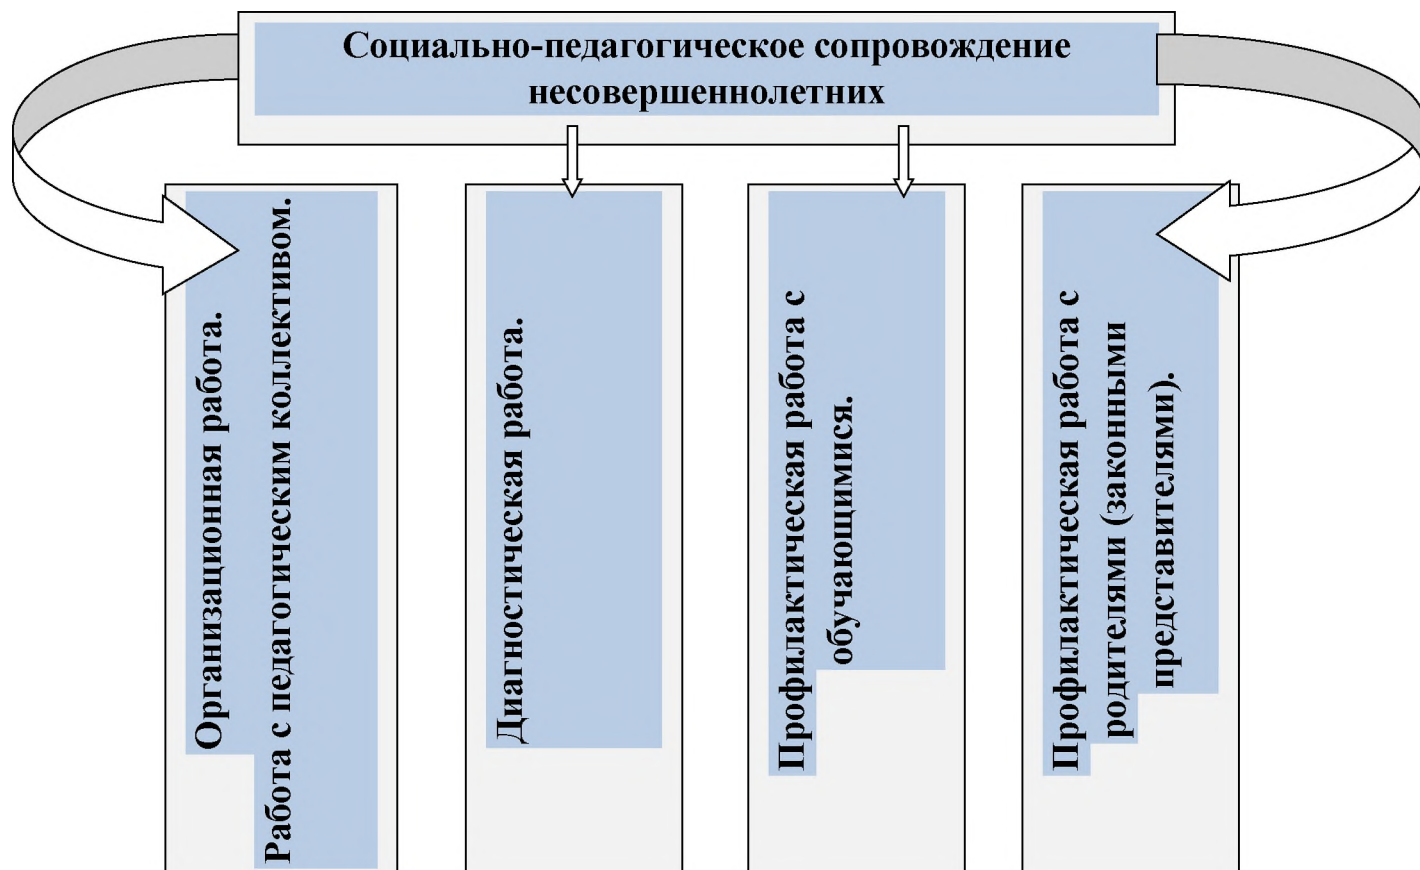 Социально-педагогическое сопровождение
несовершеннолетних
Организационная работа.
Работа с педагогическим коллективом.
Диагностическая работа.
Профилактическая работа с
обучающимися.
Профилактическая работа с
родителями (законными
представителями).